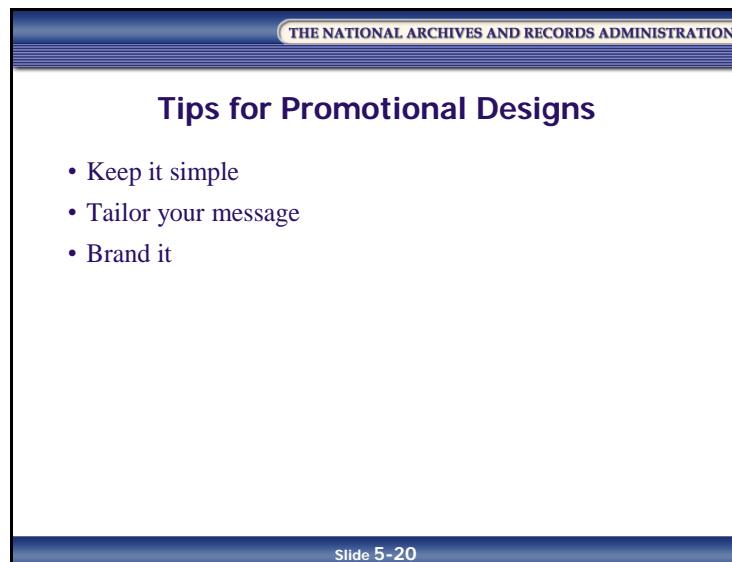 THE NATIONAL ARCHIVES AND RECORDS ADMINISTRATION
Tips for Promotional Designs
• Keep it simple
• Tailor your message
• Brand it
Slide 5-20